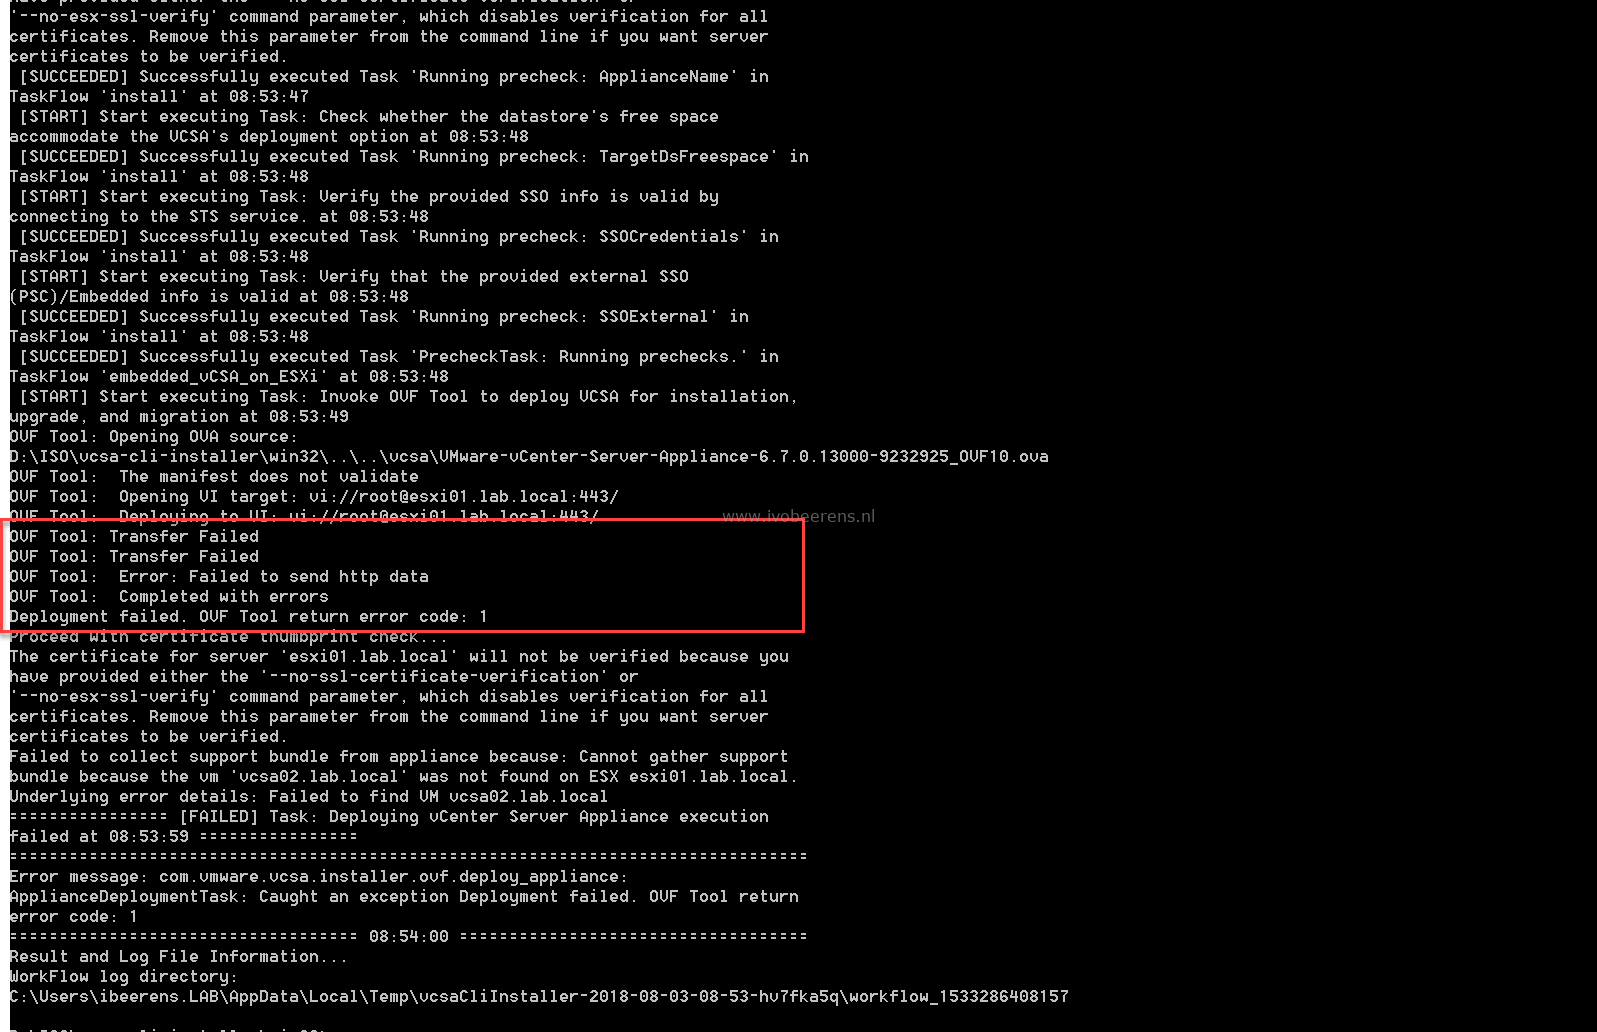 '--no-esx-ssl-verify' command parameter, which disables verification for all
certificates. Remove this parameter from the command line if you want server
certificates to be verified.
[SUCCEEDED] Successfully executed Task 'Running precheck: ApplianceName' in
TaskFlow 'install' at 08:53:47
[START] Start executing Task: Check whether the datastore's free space
accommodate the VCSA's deployment option at 08:53:48
[SUCCEEDED] Successfully executed Task 'Running precheck: TargetDsFreespace' in
TaskFlow 'install' at 08:53:48
[START] Start executing Task: Verify the provided SSO info is valid by
connecting to the STS service. at 08:53:48
[SUCCEEDED] Successfully executed Task 'Running precheck: SSOCredentials' in
TaskFlow 'install' at 08:53:48
[START] Start executing Task: Verify that the provided external SSO
(PSC)/Embedded info is valid at 08:53:48
[SUCCEEDED] Successfully executed Task 'Running precheck: SSOExternal' in
TaskFlow 'install' at 08:53:48
[SUCCEEDED] Successfully executed Task 'PrecheckTask: Running prechecks.' in
TaskFlow 'embedded_vCSA_on_ESXi' at 08:53:48
[START] Start executing Task: Invoke OVF Tool to deploy VCSA for installation,
upgrade, and migration at 08:53:49
OVF Tool: Opening OVA source:
D:\ISO\vcsa-cli-installer\win32\..\..\vcsa\VMware-vCenter-Server-Appliance-6.7.0.13000-9232925_OVF10.ova
OVF Tool:  The manifest does not validate
OVF Tool:  Opening VI target: vi://root@esxi01.lab.local:443/
OVF Tool:  Deploying to VI: vi://root@esxi01.lab.local:443/
www.ivobeerens.nl
OVF Tool: Transfer Failed
OVF Tool: Transfer Failed
OVF Tool:  Error: Failed to send http data
OVF Tool:  Completed with errors
Deployment failed. OVF Tool return error code: 1
Proceed with certificate thumbprint check...
The certificate for server 'esxi01.lab.local' will not be verified because you
have provided either the '--no-ssl-certificate-verification' or
'--no-esx-ssl-verify' command parameter, which disables verification for all
certificates. Remove this parameter from the command line if you want server
certificates to be verified.
Failed to collect support bundle from appliance because: Cannot gather support
bundle because the vm 'vcsa02.lab.local' was not found on ESX esxi01.lab.local.
Underlying error details: Failed to find VM vcsa02.lab.local
================ [FAILED] Task: Deploying vCenter Server Appliance execution
failed at 08:53:59 ================
================================================================================
Error message: com.vmware.vcsa.installer.ovf.deploy_appliance:
ApplianceDeploymentTask: Caught an exception Deployment failed. OVF Tool return
error code: 1
=================================== 08:54:00 ===================================
Result and Log File Information...
WorkFlow log directory:
C:\Users\ibeerens.LAB\AppData\Local\Temp\vcsaCliInstaller-2018-08-03-08-53-hv7fka5q\workflow_1533286408157